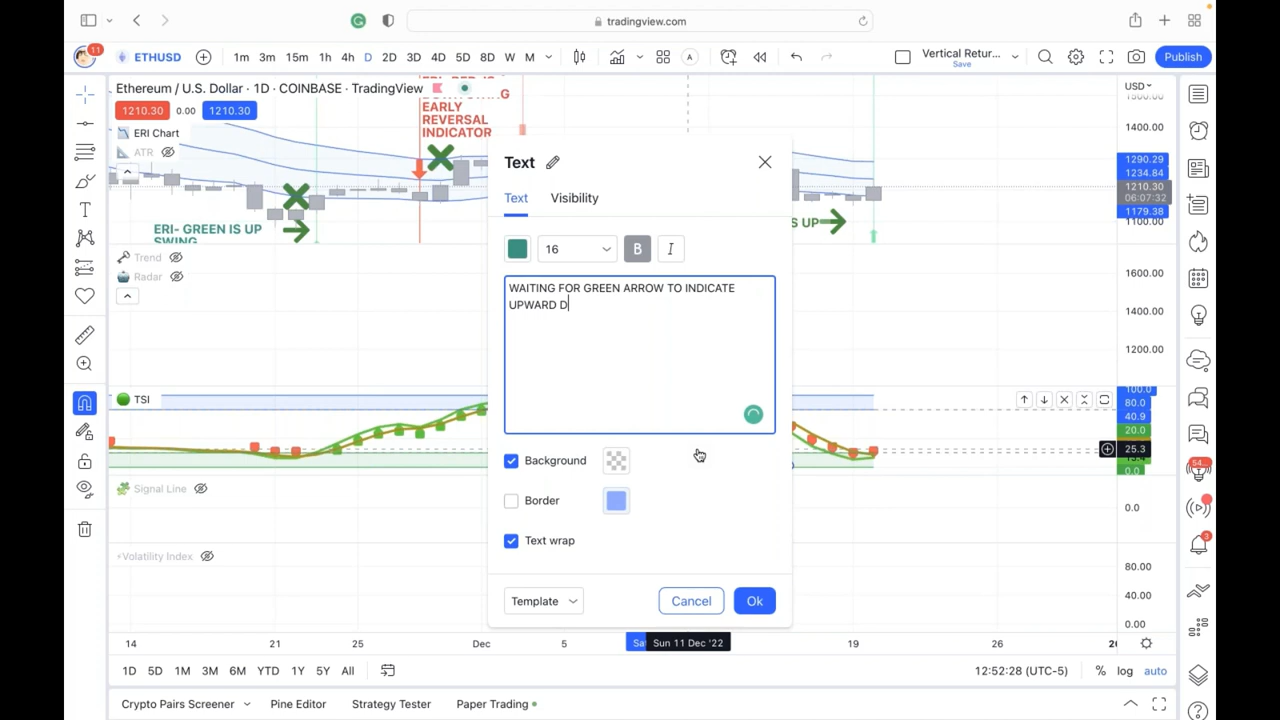 tradingview.com
11
ETHUSD
1m 3m 15m 1h 4h D 2D 3D 4D 5D 8D W M
A
Vertical Retur...
Save
Publish
Ethereum / U.S. Dollar · 1D · COINBASE · TradingView
1210.30 0.00 1210.30
ERI Chart
ATR
EARLY
REVERSAL
INDICATOR
ERI- GREEN IS UP
SWING
S UP
USD
1500.00
1400.00
1290.29
1234.84
1210.30
06:07:32
1179.38
1100.00
Trend
Radar
1600.00
1400.00
1200.00
Text
Text Visibility
16 B I
WAITING FOR GREEN ARROW TO INDICATE
UPWARD D
Background
Border
Text wrap
Template Cancel Ok
TSI
100.0
80.0
40.9
20.0
25.3
0.0
Signal Line
0.0
Volatility Index
80.00
40.00
0.00
54...
3
14 21 25 Dec 5 Sun 11 Dec '22 19 26
1D 5D 1M 3M 6M YTD 1Y 5Y All
12:52:28 (UTC-5) % log auto
Crypto Pairs Screener Pine Editor Strategy Tester Paper Trading